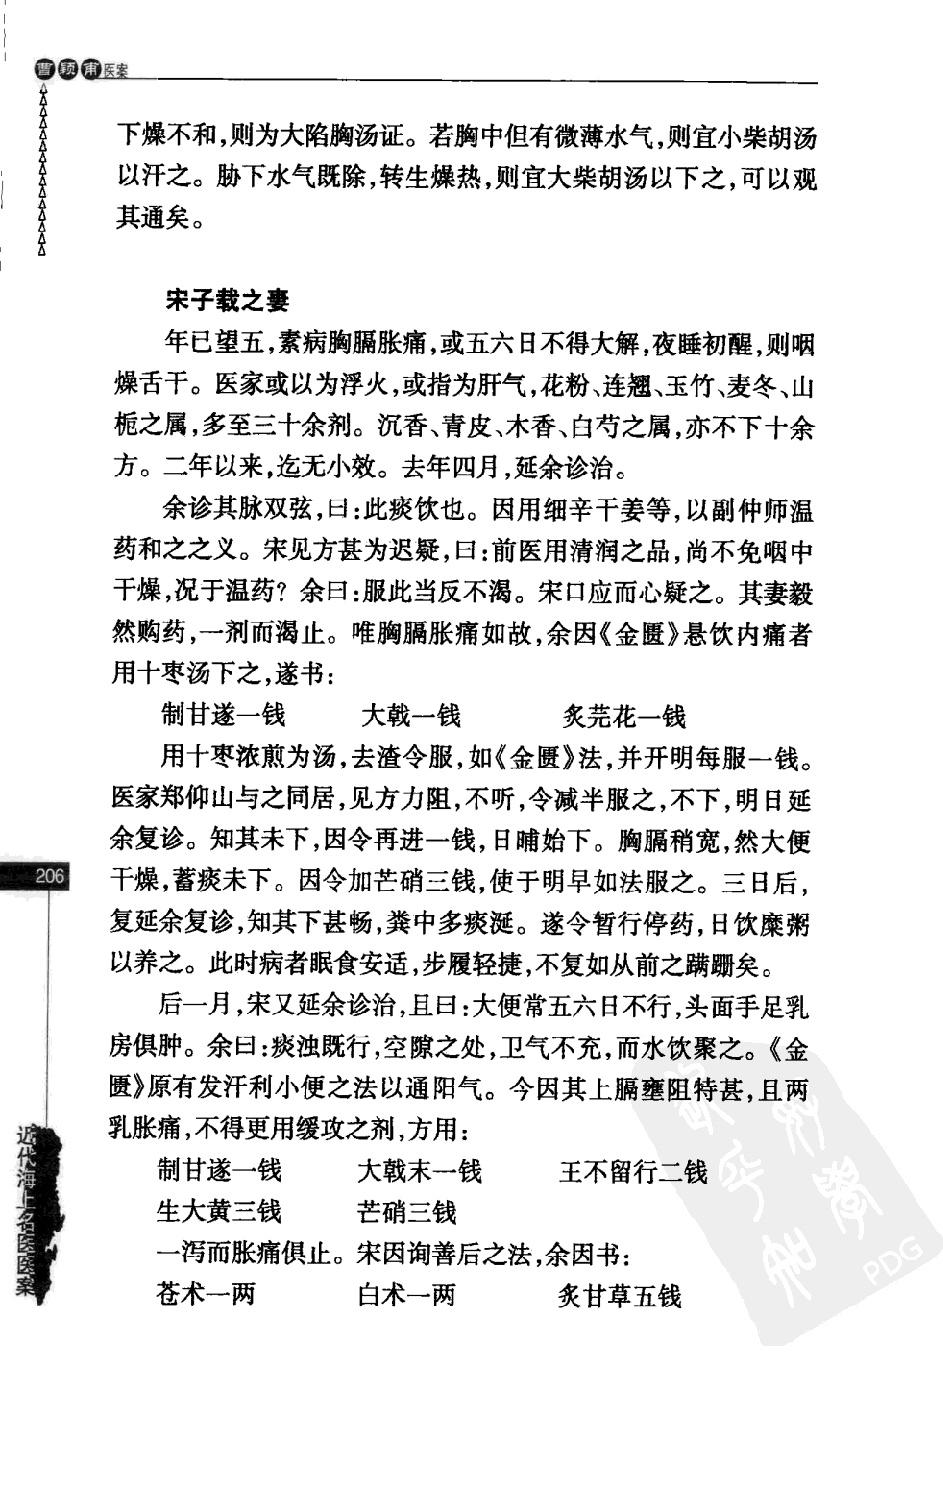 曹颖甫医案
下燥不和,则为大陷胸汤证。若胸中但有微薄水气,则宜小柴胡汤
以汗之。胁下水气既除,转生燥热,则宜大柴胡汤以下之,可以观
其通矣。
宋子载之妻
年已望五,素病胸膈胀痛,或五六日不得大解,夜睡初醒,则咽
燥舌干。医家或以为浮火,或指为肝气,花粉、连翘、玉竹、麦冬、山
栀之属,多至三十余剂。沉香、青皮、木香、白芍之属,亦不下十余
方。二年以来,迄无小效。去年四月,延余诊治。
余诊其脉双弦,曰:此痰饮也。因用细辛干姜等,以副仲师温
药和之之义。宋见方甚为迟疑,曰:前医用清润之品,尚不免咽中
干燥,况于温药?余曰:服此当反不渴。宋口应而心疑之。其妻毅
然购药,一剂而渴止。唯胸膈胀痛如故,余因《金匮》悬饮内痛者
用十枣汤下之,遂书:
制甘遂一钱 大戟一钱 炙芫花一钱
用十枣浓煎为汤,去渣令服,如《金匮》法,并开明每服一钱。
医家郑仰山与之同居,见方力阻,不听,令减半服之,不下,明日延
余复诊。知其未下,因令再进一钱,日晡始下。胸膈稍宽,然大便
干燥,蓄痰未下。因令加芒硝三钱,使于明早如法服之。三日后,
复延余复诊,知其下甚畅,粪中多痰涎。遂令暂行停药,日饮糜粥
以养之。此时病者眠食安适,步履轻捷,不复如从前之蹒跚矣。
后一月,宋又延余诊治,且曰:大便常五六日不行,头面手足乳
房俱肿。余曰:痰浊既行,空隙之处,卫气不充,而水饮聚之。《金
匮》原有发汗利小便之法以通阳气。今因其上膈壅阻特甚,且两
乳胀痛,不得更用缓攻之剂,方用:
制甘遂一钱 大戟末一钱 王不留行二钱
生大黄三钱 芒硝三钱
一泻而胀痛俱止。宋因询善后之法,余因书:
苍术一两 白术一两 炙甘草五钱
206
近代海上名医医案
PDG